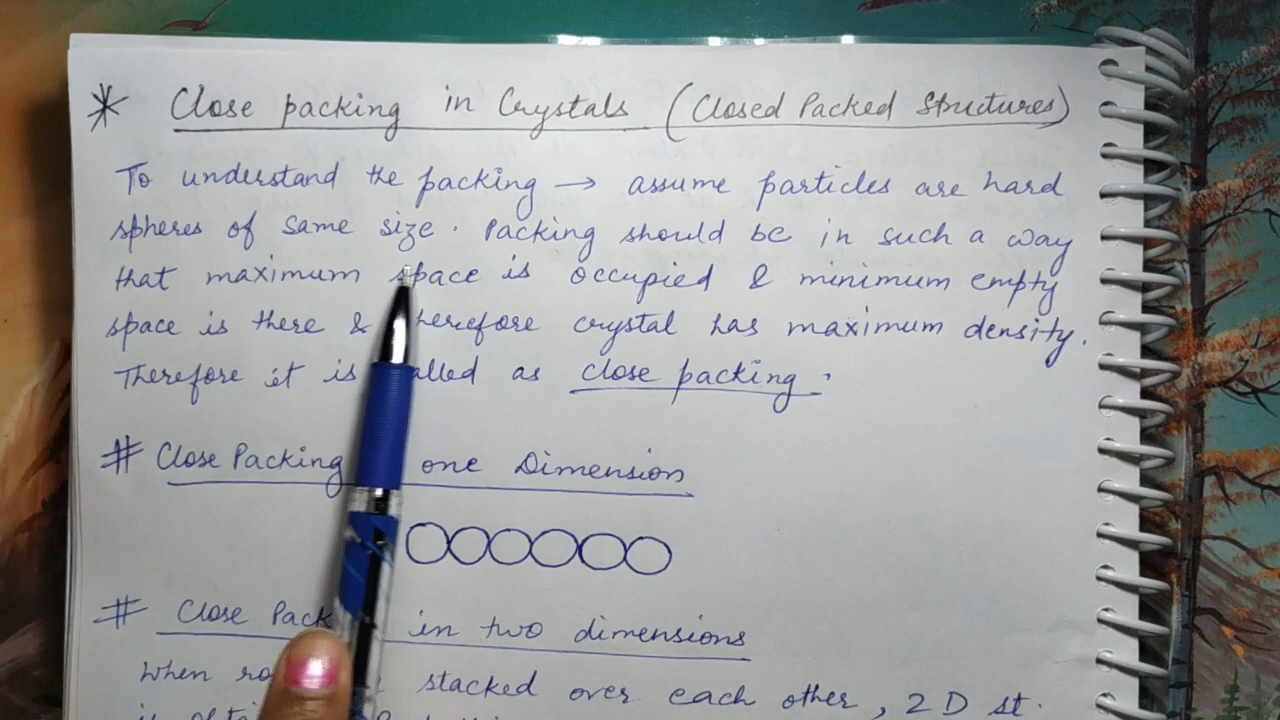 * Close packing in Crystals (Closed Packed Structures)
To understand the packing → assume particles are hard
spheres of same size. Packing should be in such a way
that maximum space is occupied & minimum empty
space is there & therefore crystal has maximum density.
Therefore it is called as close packing.
# Close Packing one Dimension
# Close Pack in two dimensions
When stacked over each other, 2 D st.